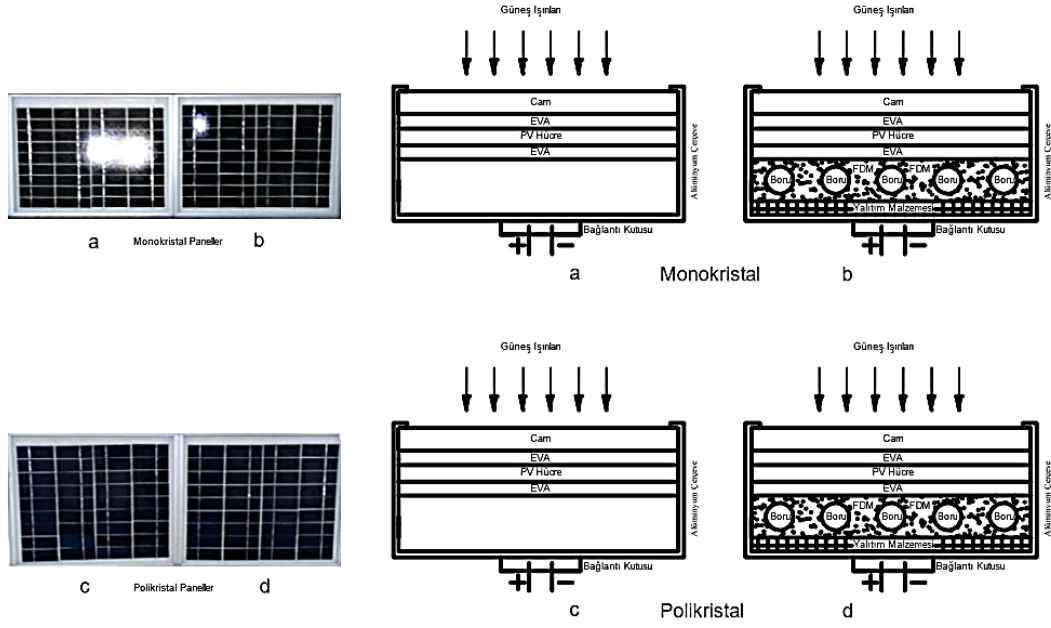 Güneş Işınları
Cam
EVA
PV Hücre
EVA
Alüminyum Çerçeve
Bağlantı Kutusu
a
Güneş Işınları
Cam
EVA
PV Hücre
EVA
FDM FDM
Boru Boru Boru Boru Boru
Yalıtım Malzemesi
Alüminyum Çerçeve
Bağlantı Kutusu
b
Monokristal
a Monokristal Paneller b
Güneş Işınları
Cam
EVA
PV Hücre
EVA
Alüminyum Çerçeve
Bağlantı Kutusu
c
Güneş Işınları
Cam
EVA
PV Hücre
EVA
FDM FDM
Boru Boru Boru Boru Boru
Yalıtım Malzemesi
Alüminyum Çerçeve
Bağlantı Kutusu
d
Polikristal
c Polikristal Paneller d